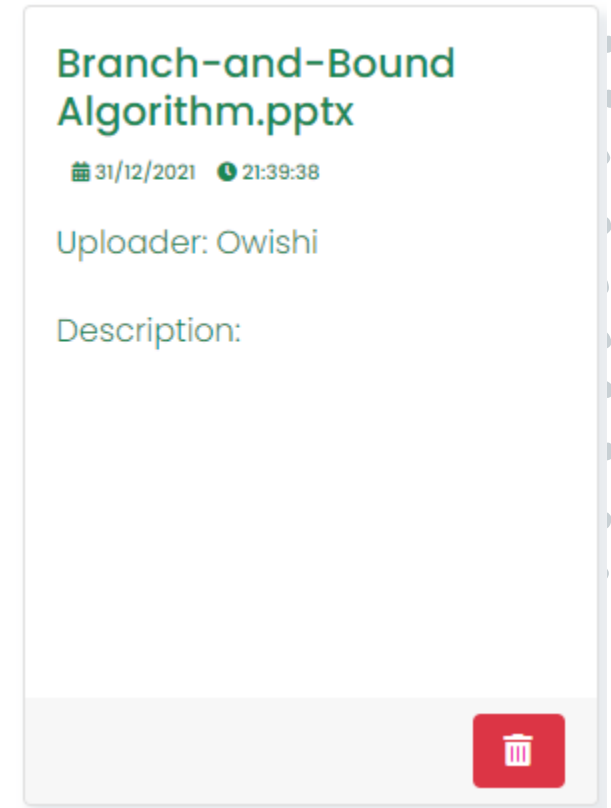 Branch-and-Bound
Algorithm.pptx
31/12/2021 21:39:38
Uploader: Owishi
Description: